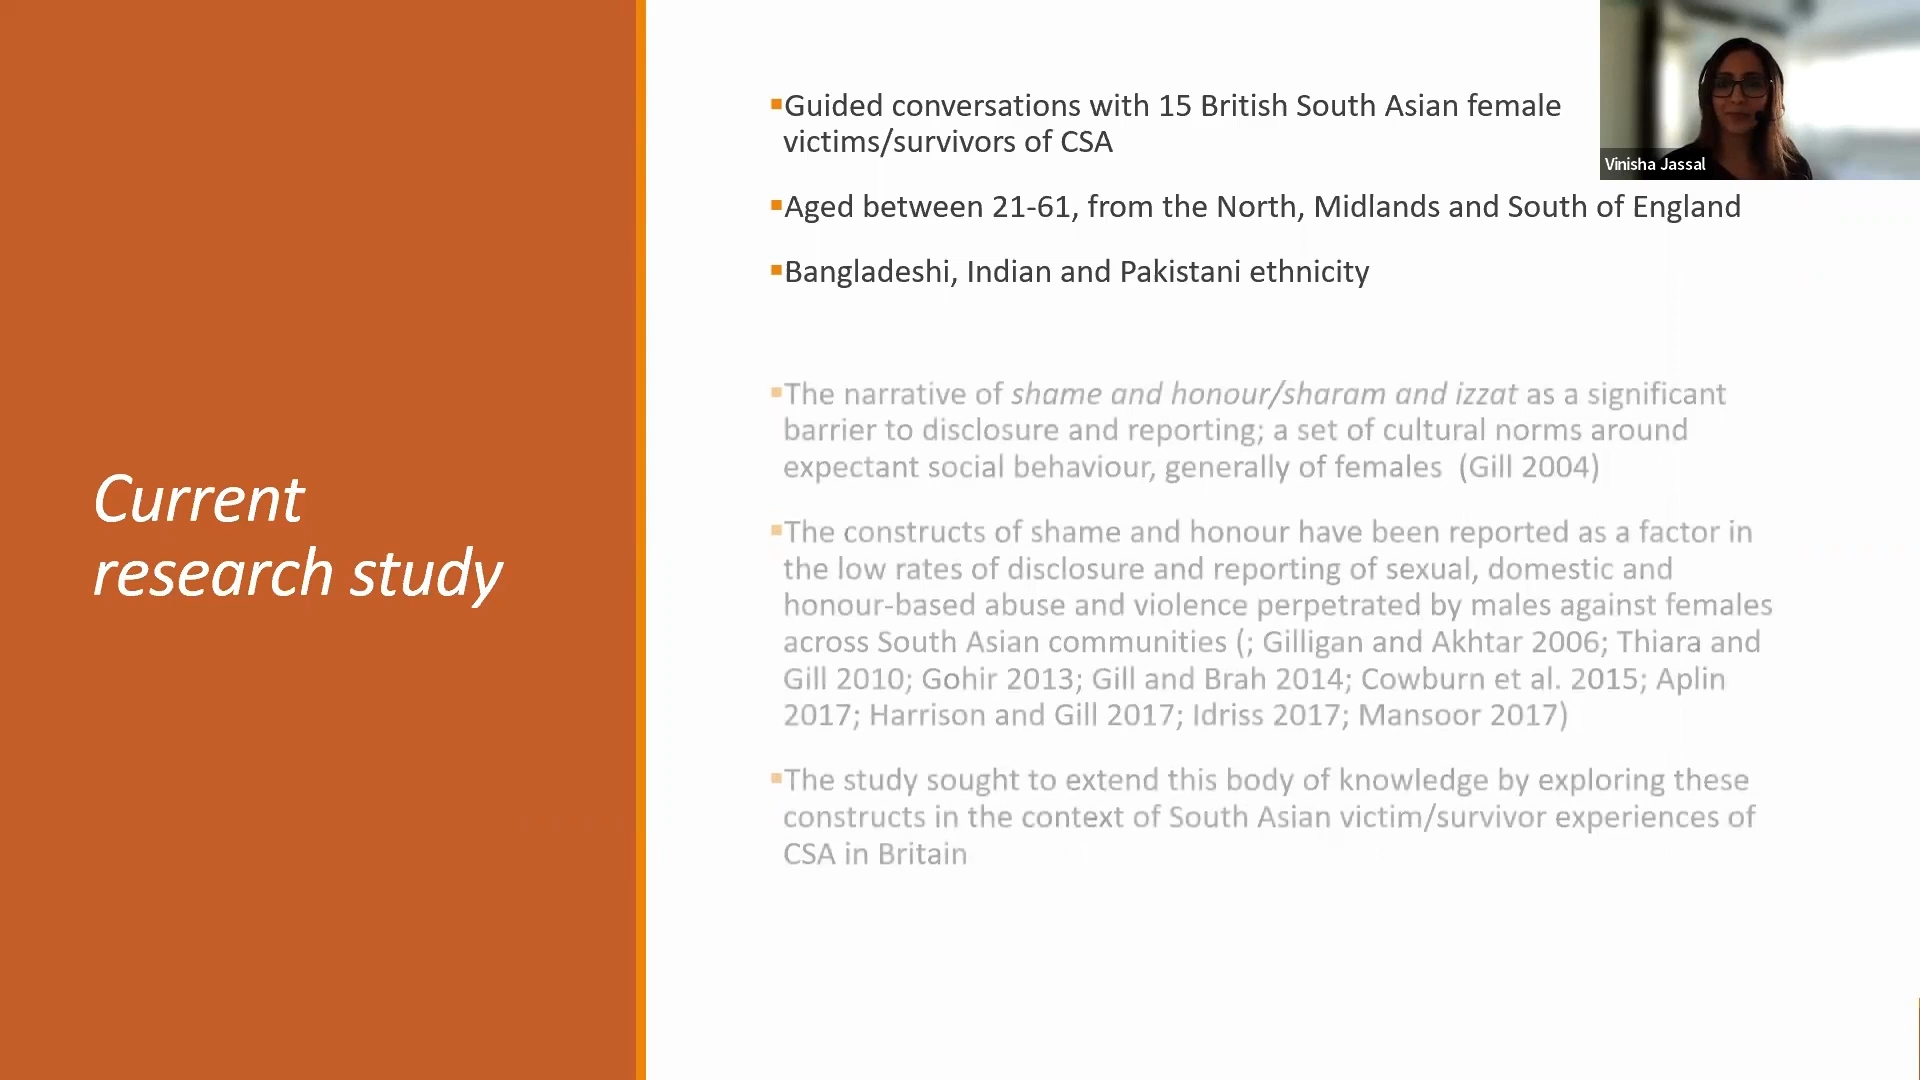 Current
research study
▪Guided conversations with 15 British South Asian female
victims/survivors of CSA
▪Aged between 21-61, from the North, Midlands and South of England
▪Bangladeshi, Indian and Pakistani ethnicity
▪The narrative of shame and honour/sharam and izzat as a significant
barrier to disclosure and reporting; a set of cultural norms around
expectant social behaviour, generally of females (Gill 2004)
▪The constructs of shame and honour have been reported as a factor in
the low rates of disclosure and reporting of sexual, domestic and
honour-based abuse and violence perpetrated by males against females
across South Asian communities (; Gilligan and Akhtar 2006; Thiara and
Gill 2010; Gohir 2013; Gill and Brah 2014; Cowburn et al. 2015; Aplin
2017; Harrison and Gill 2017; Idriss 2017; Mansoor 2017)
▪The study sought to extend this body of knowledge by exploring these
constructs in the context of South Asian victim/survivor experiences of
CSA in Britain
Vinisha Jassal